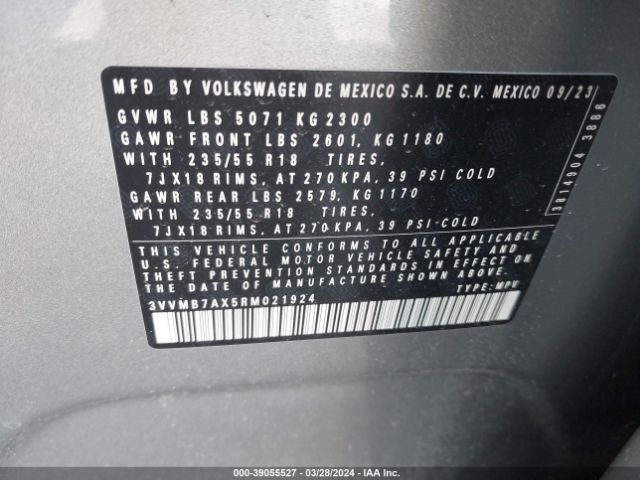 MFD BY VOLKSWAGEN DE MEXICO S.A. DE C.V. MEXICO 09/23
GVWR LBS 5071 KG 2300
GAWR FRONT LBS 2601, KG 1180
WITH 235/55 R18 TIRES,
7JX18 RIMS, AT 270 KPA, 39 PSI COLD
GAWR REAR LBS 2579, KG 1170
WITH 235/55 R18 TIRES,
7JX18 RIMS, AT 270 KPA, 39 PSI-COLD
THIS VEHICLE CONFORMS TO ALL APPLICABLE
U.S. FEDERAL MOTOR VEHICLE SAFETY AND
THEFT PREVENTION STANDARDS IN EFFECT ON
THE DATE OF MANUFACTURE SHOWN ABOVE.
3VVMB7AX5RM021924 TYPE: MPV
3814904 3886
000-39055527 - 03/28/2024 - IAA Inc.